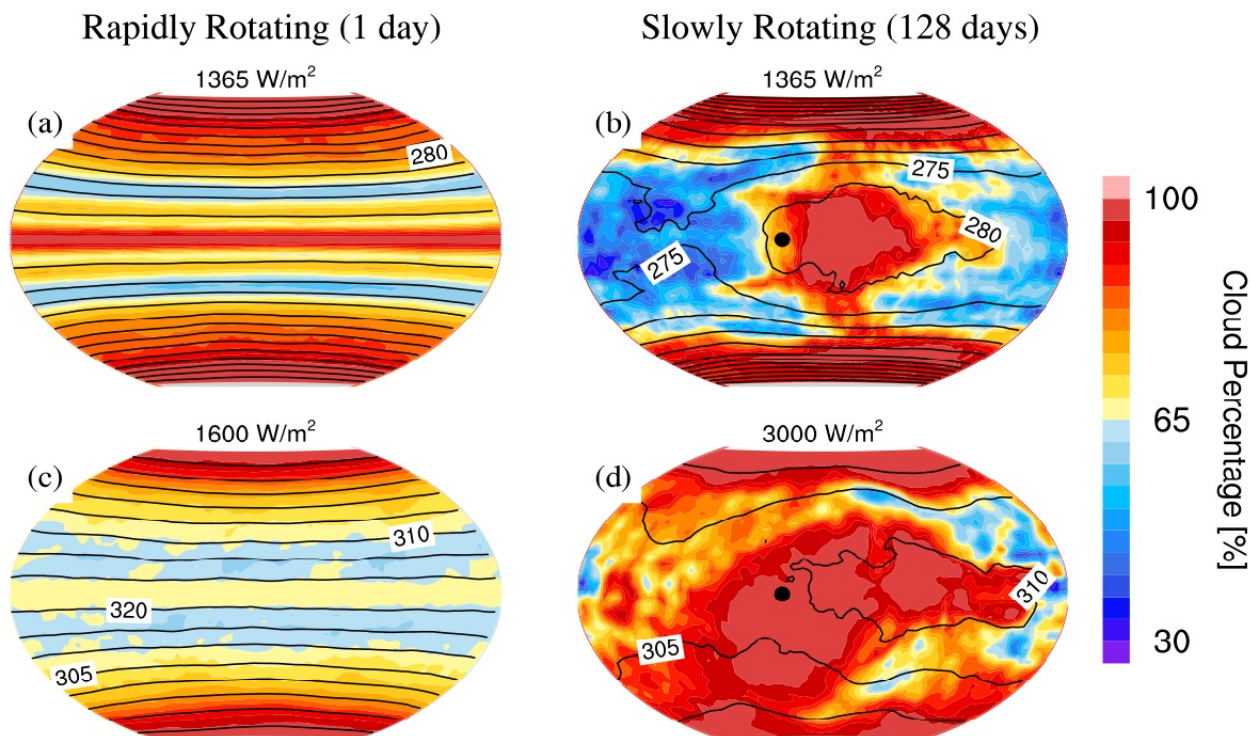 Rapidly Rotating (1 day)
Slowly Rotating (128 days)
1365 W/m²
1365 W/m²
(a)
280
(b)
275
280
275
1600 W/m²
3000 W/m²
(c)
310
320
305
(d)
310
305
100
65
30
Cloud Percentage [%]